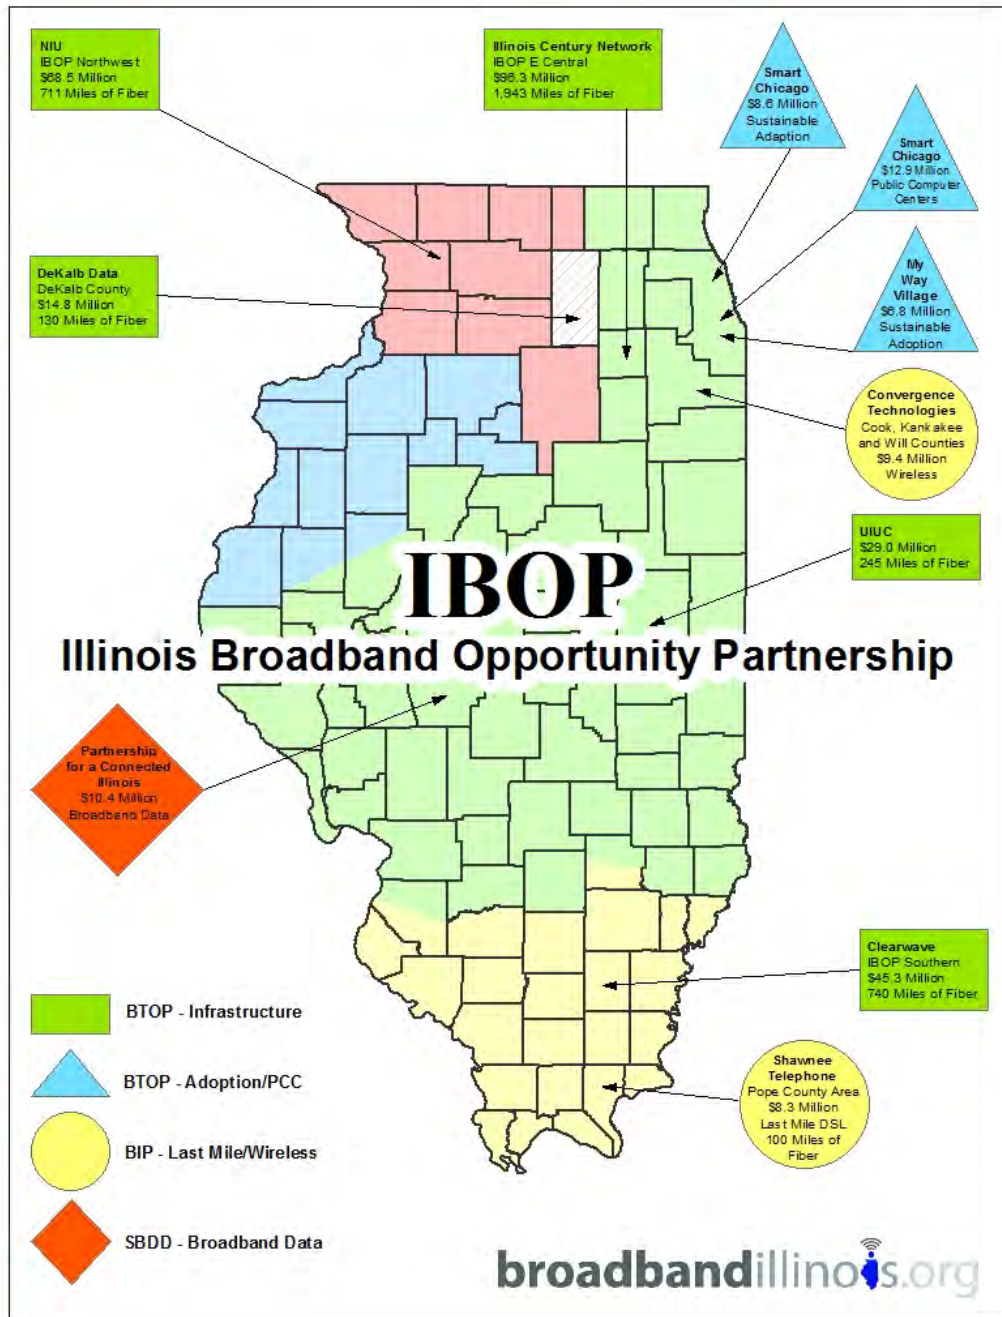 NIU
IBOP Northwest
$68.5 Million
711 Miles of Fiber
Illinois Century Network
IBOP E Central
$96.3 Million
1,943 Miles of Fiber
Smart
Chicago
$8.6 Million
Sustainable
Adaption
Smart
Chicago
$12.9 Million
Public Computer
Centers
DeKalb Data
DeKalb County
$14.8 Million
130 Miles of Fiber
My
Way
Village
$6.8 Million
Sustainable
Adoption
Convergence
Technologies
Cook, Kankakee
and Will Counties
$9.4 Million
Wireless
UIUC
$29.0 Million
245 Miles of Fiber
IBOP
Illinois Broadband Opportunity Partnership
Partnership
for a Connected
Illinois
$10.4 Million
Broadband Data
Clearwave
IBOP Southern
$45.3 Million
740 Miles of Fiber
Shawnee
Telephone
Pope County Area
$8.3 Million
Last Mile DSL
100 Miles of
Fiber
BTOP - Infrastructure
BTOP - Adoption/PCC
BIP - Last Mile/Wireless
SBDD - Broadband Data
broadbandillinois.org